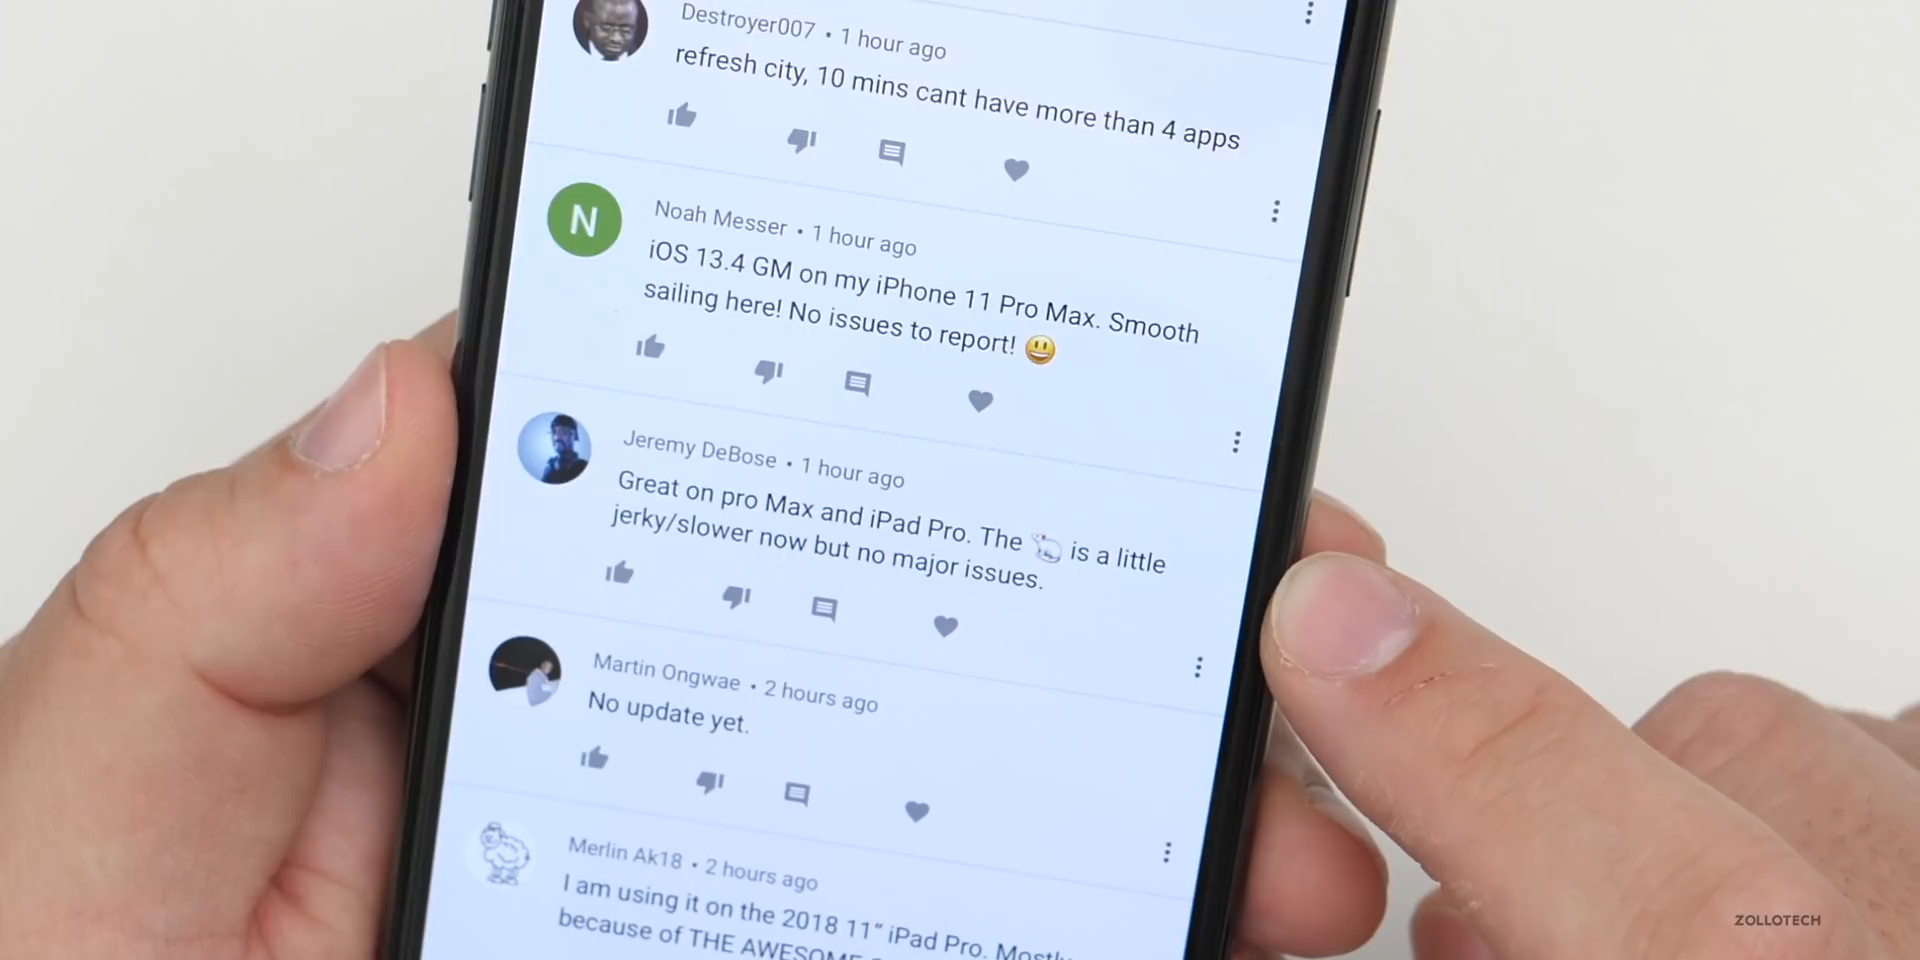 Destroyer007 • 1 hour ago
refresh city, 10 mins cant have more than 4 apps
N
Noah Messer • 1 hour ago
iOS 13.4 GM on my iPhone 11 Pro Max. Smooth
sailing here! No issues to report! 😃
Jeremy DeBose • 1 hour ago
Great on pro Max and iPad Pro. The 🐁 is a little
jerky/slower now but no major issues.
Martin Ongwae • 2 hours ago
No update yet.
Merlin Ak18 • 2 hours ago
I am using it on the 2018 11" iPad Pro. Mostly
because of THE AWESOME
ZOLLOTECH